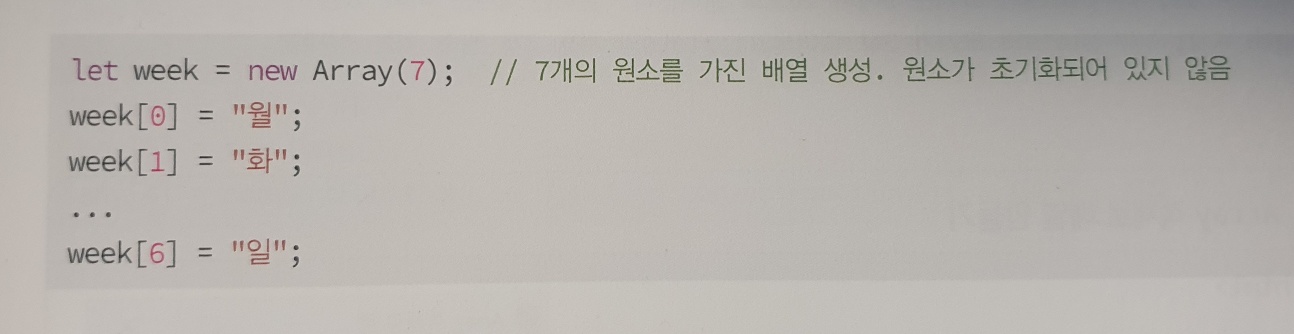 let week = new Array(7);  // 7개의 원소를 가진 배열 생성. 원소가 초기화되어 있지 않음
week[0] = "월";
week[1] = "화";
...
week[6] = "일";